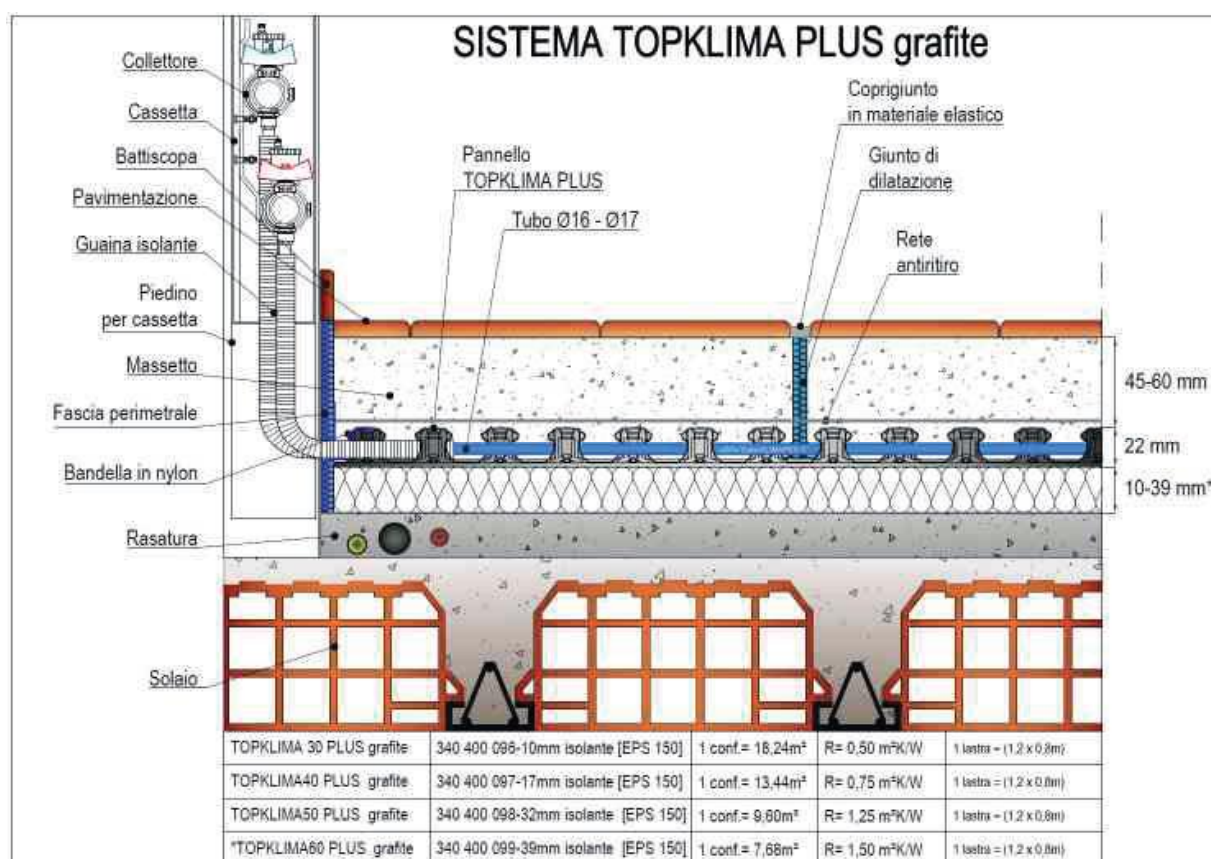 SISTEMA TOPKLIMA PLUS grafite
Collettore
Cassetta
Battiscopa
Pavimentazione
Guaina isolante
Piedino
per cassetta
Massetto
Fascia perimetrale
Bandella in nylon
Rasatura
Solaio
Pannello
TOPKLIMA PLUS
Tubo Ø16 - Ø17
Coprigiunto
in materiale elastico
Giunto di
dilatazione
Rete
antiritiro
45-60 mm
22 mm
10-39 mm*
TOPKLIMA 30 PLUS grafite 340 400 096-10mm isolante [EPS 150] 1 conf.= 18,24m² R= 0,50 m²K/W 1 lastra = (1,2 x 0,8m)
TOPKLIMA40 PLUS grafite 340 400 097-17mm isolante [EPS 150] 1 conf.= 13,44m² R= 0,75 m²K/W 1 lastra = (1,2 x 0,8m)
TOPKLIMA50 PLUS grafite 340 400 098-32mm isolante [EPS 150] 1 conf.= 9,60m² R= 1,25 m²K/W 1 lastra = (1,2 x 0,8m)
*TOPKLIMA60 PLUS grafite 340 400 099-39mm isolante [EPS 150] 1 conf.= 7,68m² R= 1,50 m²K/W 1 lastra = (1,2 x 0,8m)